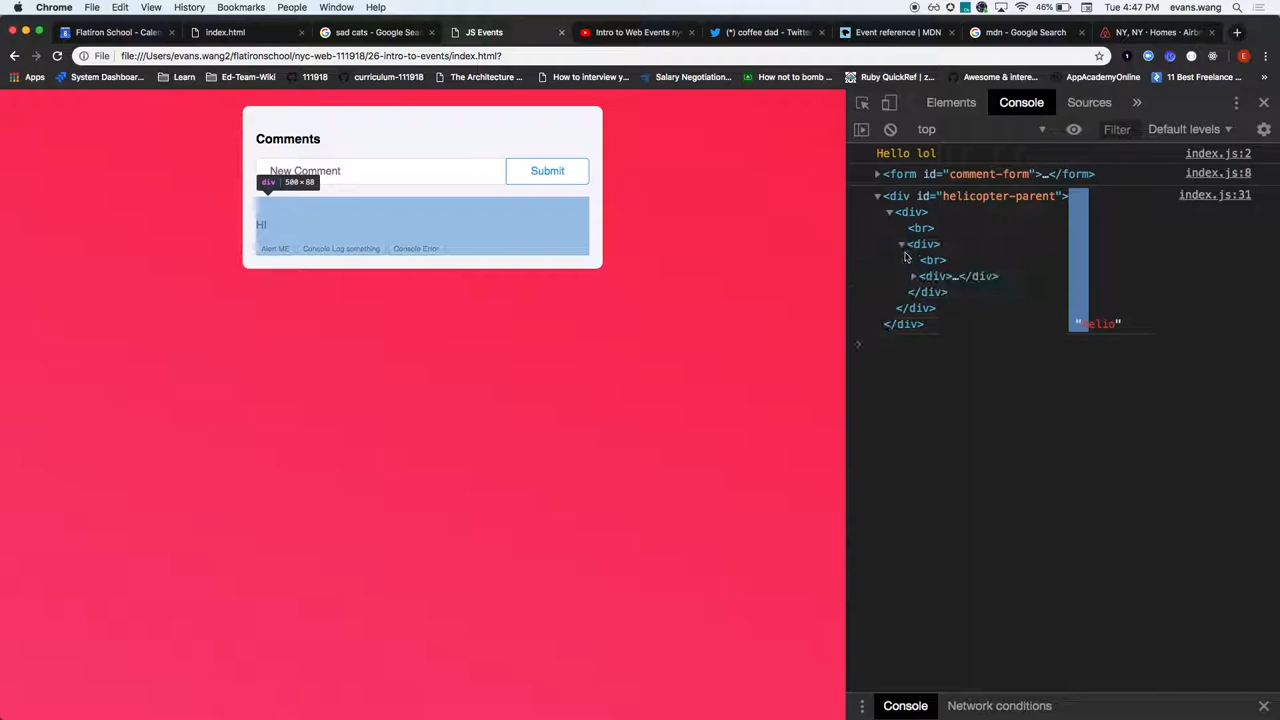 Chrome File Edit View History Bookmarks People Window Help 46% Tue 4:47 PM evans.wang
Flatiron School - Calen index.html sad cats - Google Search JS Events Intro to Web Events ny (*) coffee dad - Twitter Event reference | MDN mdn - Google Search NY, NY - Homes - Airb
File file:///Users/evans.wang2/flatironschool/nyc-web-111918/26-intro-to-events/index.html?
Apps System Dashboar... Learn Ed-Team-Wiki 111918 curriculum-111918 The Architecture ... How to interview y... Salary Negotiation... How not to bomb ... Ruby QuickRef | z... Awesome & intere... AppAcademyOnline 11 Best Freelance ...
Elements Console Sources »
top Filter Default levels
Comments
New Comment Submit
div 500×88
HI
Alert ME Console Log something Console Error
Hello lol index.js:2
<form id="comment-form">…</form> index.js:8
<div id="helicopter-parent"> index.js:31
<div>
<br>
<div>
<br>
<div>…</div>
</div>
</div>
</div>
Console Network conditions